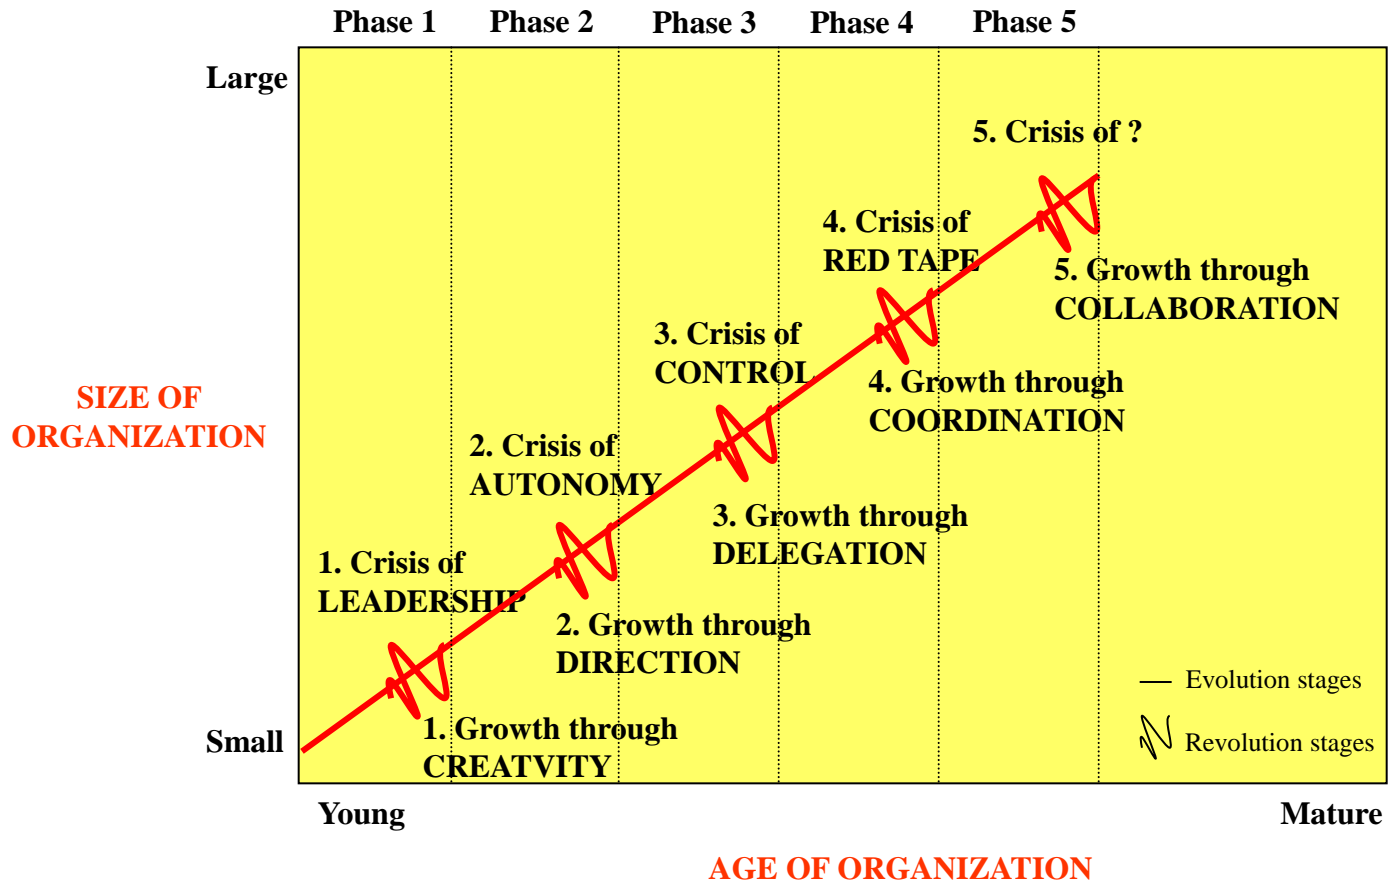 Phase 1 Phase 2 Phase 3 Phase 4 Phase 5
Large
5. Crisis of ?
4. Crisis of
RED TAPE
5. Growth through
COLLABORATION
3. Crisis of
CONTROL
4. Growth through
COORDINATION
SIZE OF
ORGANIZATION
2. Crisis of
AUTONOMY
3. Growth through
DELEGATION
1. Crisis of
LEADERSHIP
2. Growth through
DIRECTION
Evolution stages
1. Growth through
CREATVITY
Revolution stages
Small
Young
Mature
AGE OF ORGANIZATION